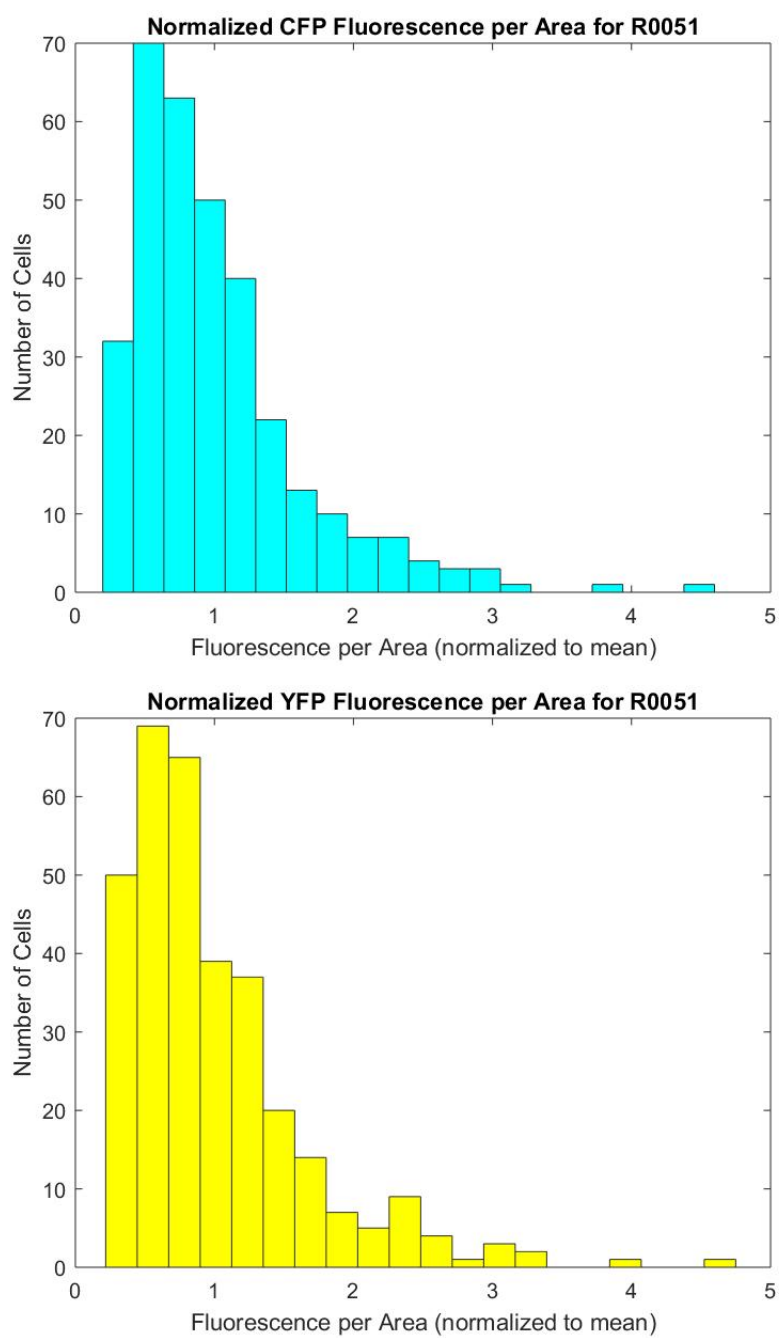 Normalized CFP Fluorescence per Area for R0051
70
60
50
40
30
20
10
0
Number of Cells
0 1 2 3 4 5
Fluorescence per Area (normalized to mean)
Normalized YFP Fluorescence per Area for R0051
70
60
50
40
30
20
10
0
Number of Cells
0 1 2 3 4 5
Fluorescence per Area (normalized to mean)